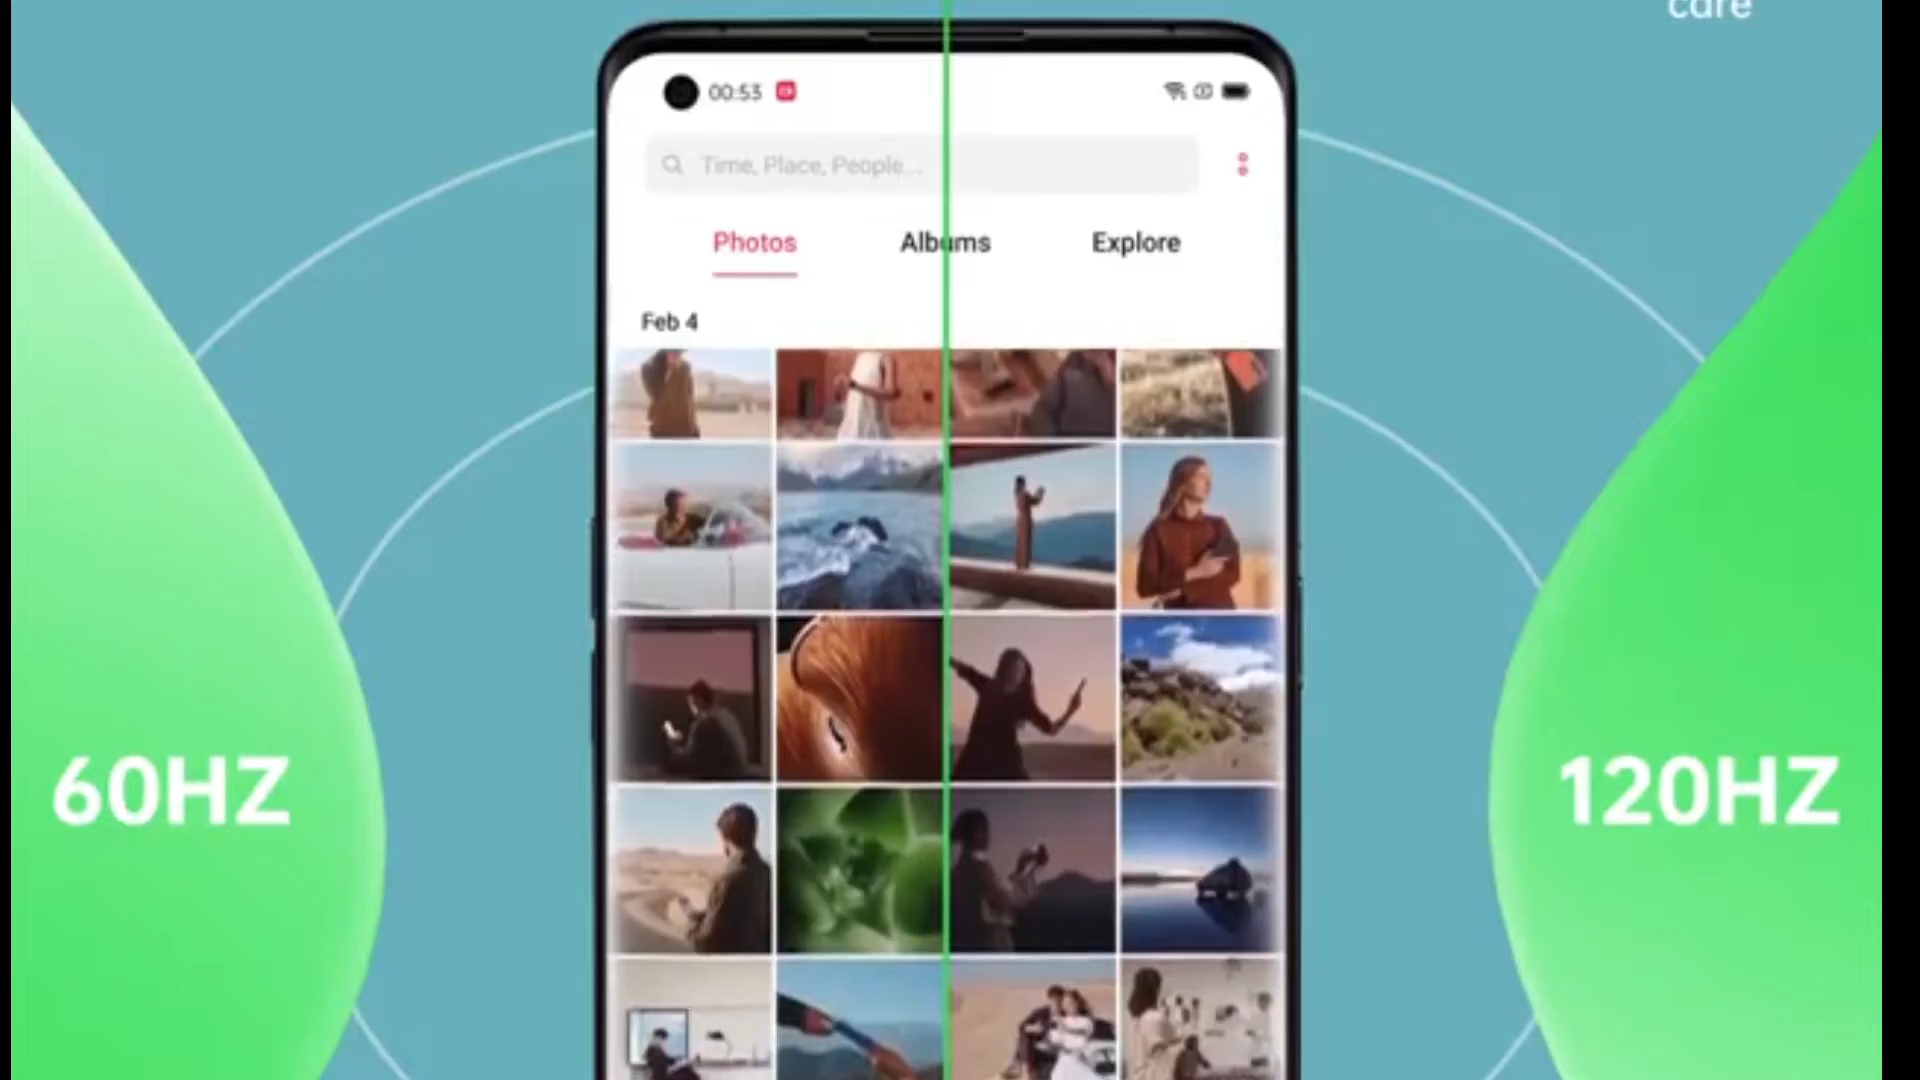 care
00:53
Time, Place, People...
Photos Albums Explore
Feb 4
60HZ
120HZ